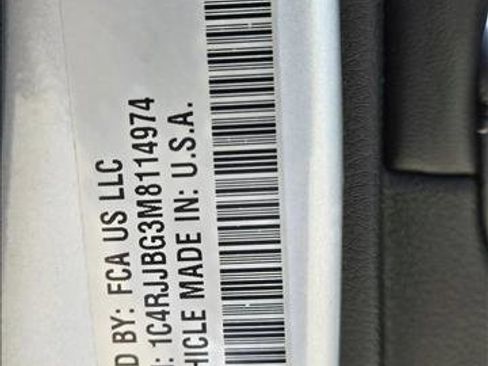 D BY: FCA US LLC
: 1C4RJJBG3M8114974
HICLE MADE IN: U.S.A.